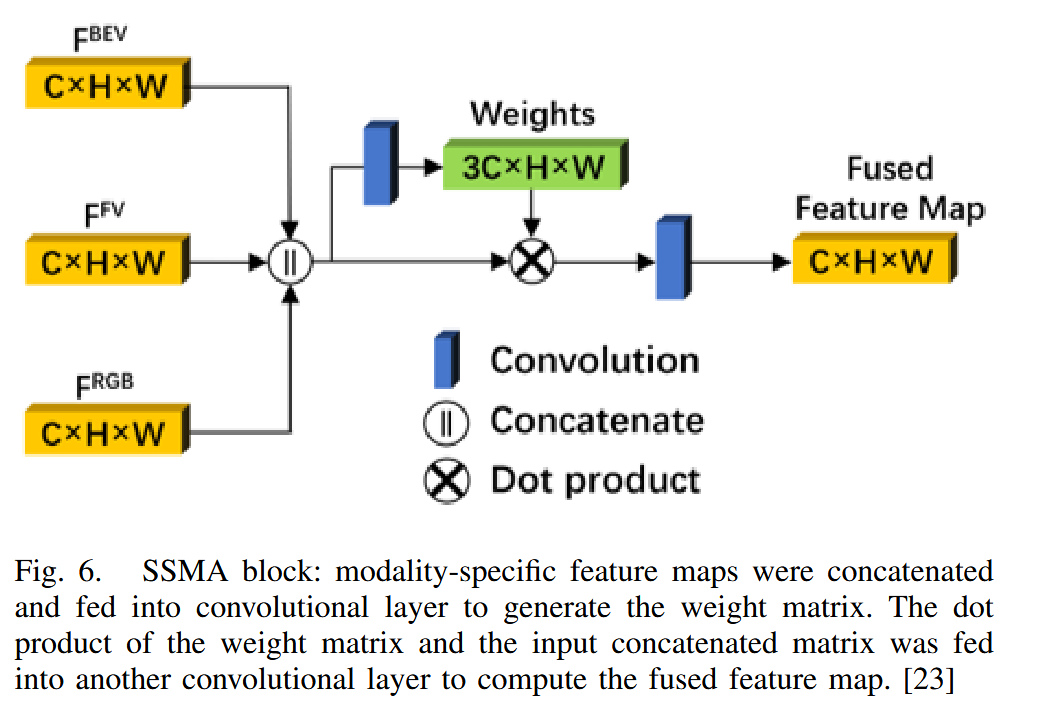 F^BEV
C×H×W
Weights
3C×H×W
Fused
Feature Map
F^FV
C×H×W
||
C×H×W
F^RGB
C×H×W
Convolution
|| Concatenate
Dot product
Fig. 6. SSMA block: modality-specific feature maps were concatenated
and fed into convolutional layer to generate the weight matrix. The dot
product of the weight matrix and the input concatenated matrix was fed
into another convolutional layer to compute the fused feature map. [23]